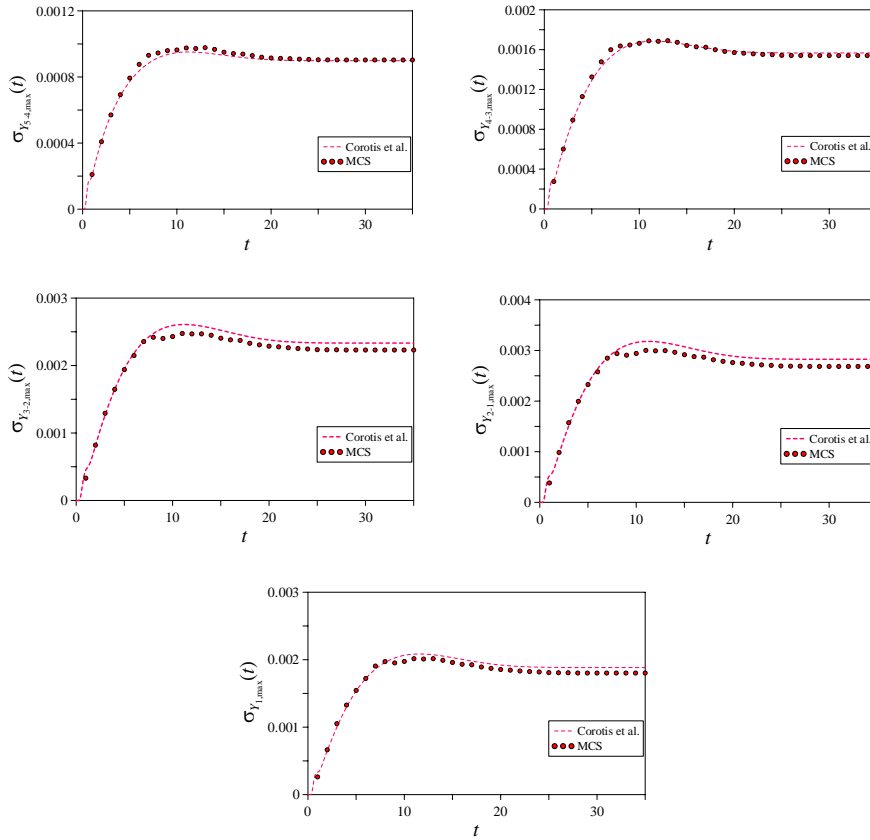 0.0012
0.0008
0.0004
0
σY5-4,max(t)
Corotis et al.
MCS
0 10 20 30
t
0.002
0.0016
0.0012
0.0008
0.0004
0
σY4-3,max(t)
Corotis et al.
MCS
0 10 20 30
t
0.003
0.002
0.001
0
σY3-2,max(t)
Corotis et al.
MCS
0 10 20 30
t
0.004
0.003
0.002
0.001
0
σY2-1,max(t)
Corotis et al.
MCS
0 10 20 30
t
0.003
0.002
0.001
0
σY1,max(t)
Corotis et al.
MCS
0 10 20 30
t